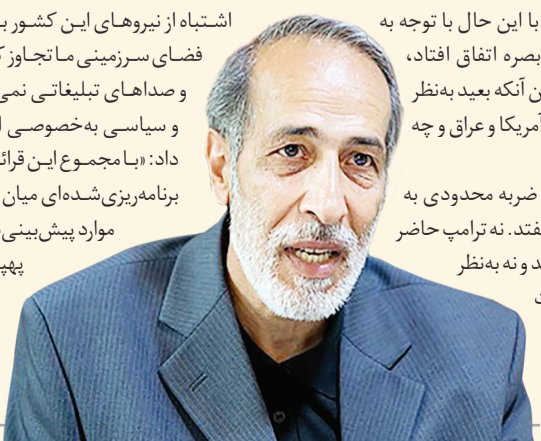 با این حال با توجه به
بصره اتفاق افتاد،
ن آنکه بعید به‌نظر
آمریکا و عراق و چه
ضربه محدودی به
فتد. نه ترامپ حاضر
د و نه به‌نظر
اشتباه از نیروهای این کشور ب
فضای سرزمینی ما تجاوز ک
و صداهای تبلیغاتی نمی
و سیاسی به‌خصوصی ا
داد: «با مجموع این قرائ
برنامه‌ریزی‌شده‌ای میان
موارد پیش‌بینی
پهپ